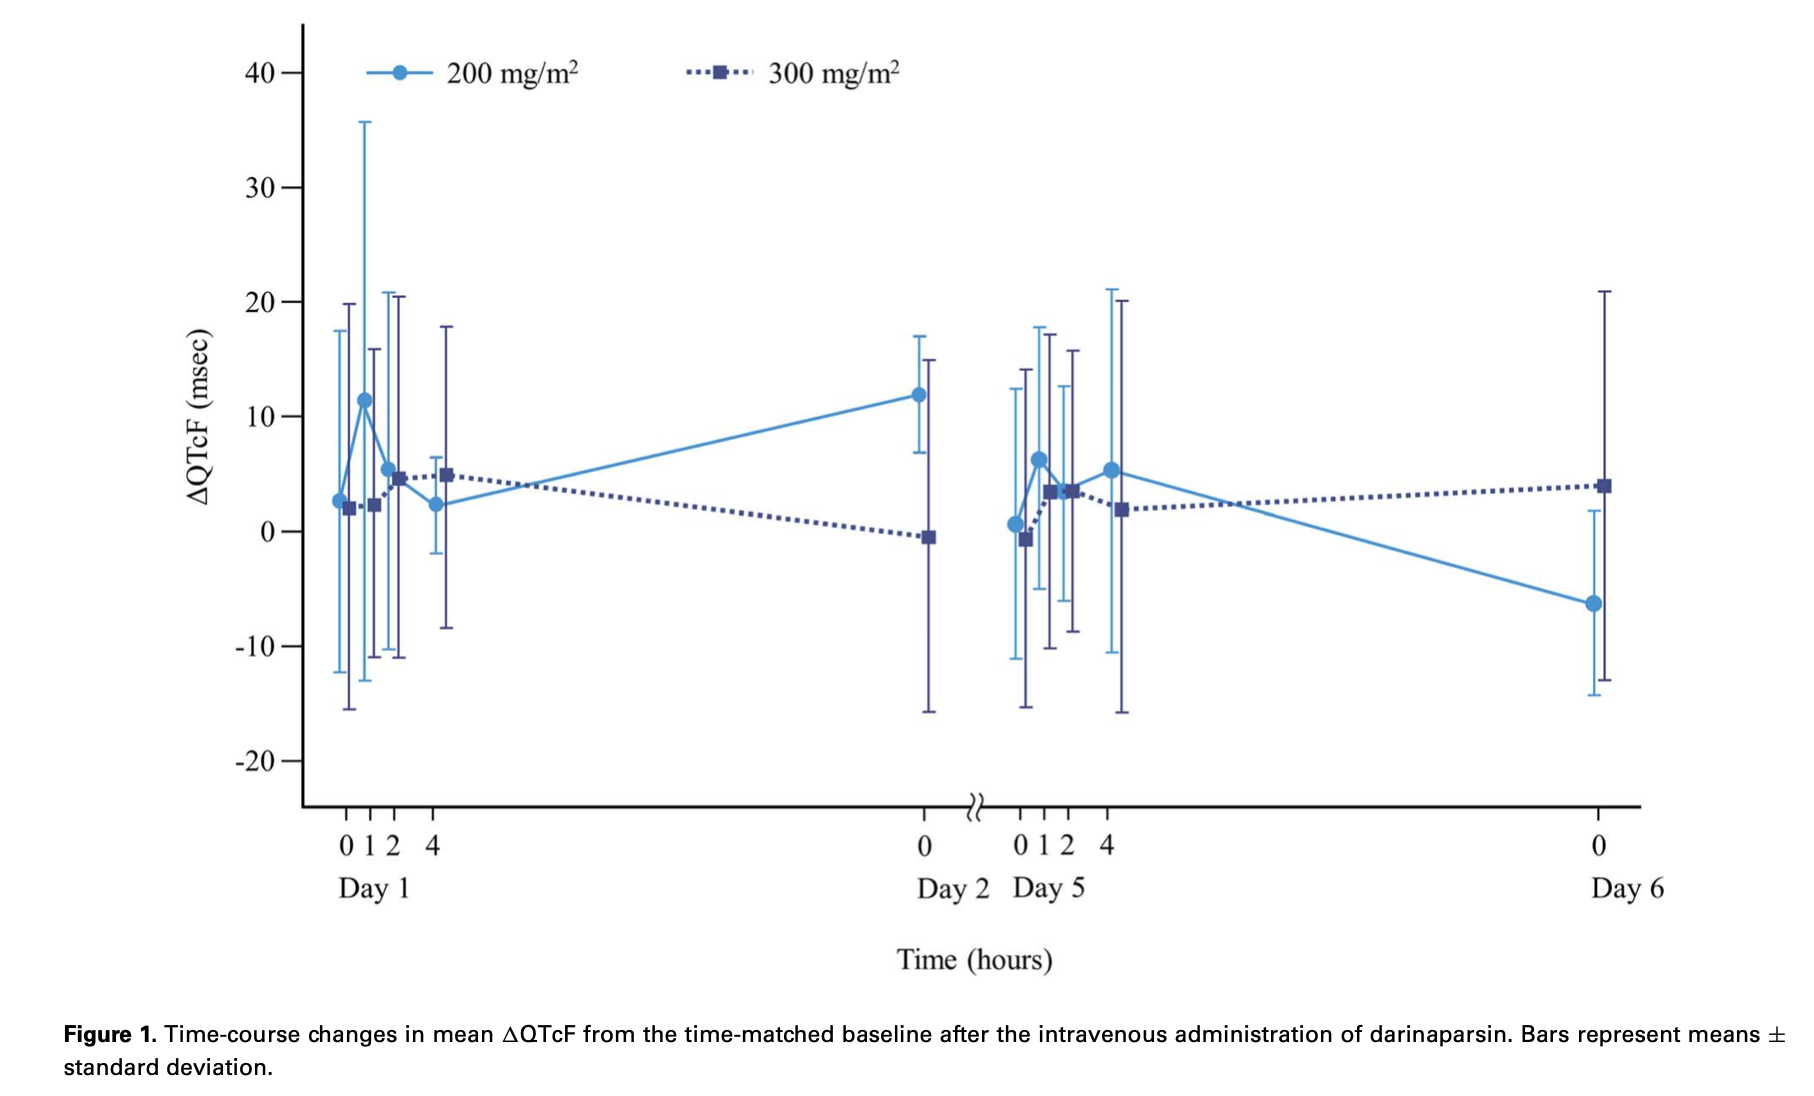 200 mg/m²
300 mg/m²
40
30
20
10
0
-10
-20
ΔQTcF (msec)
0 1 2 4 0 0 1 2 4 0
Day 1 Day 2 Day 5 Day 6
Time (hours)
Figure 1. Time-course changes in mean ΔQTcF from the time-matched baseline after the intravenous administration of darinaparsin. Bars represent means ±
standard deviation.